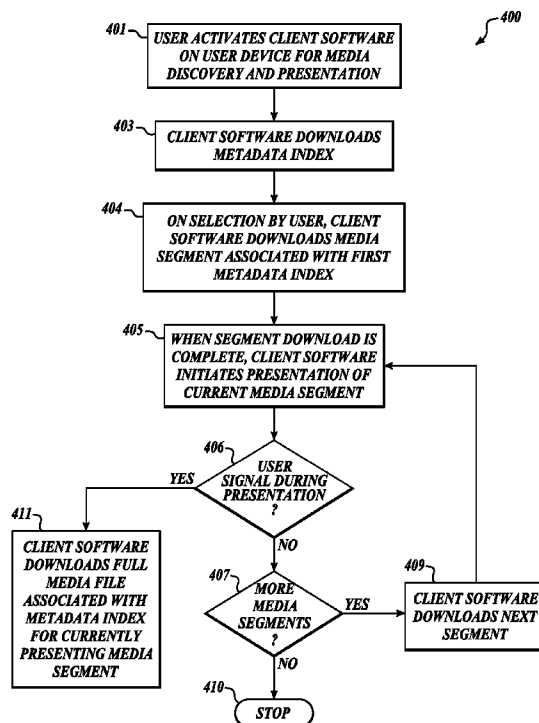 400
401
USER ACTIVATES CLIENT SOFTWARE
ON USER DEVICE FOR MEDIA
DISCOVERY AND PRESENTATION
403
CLIENT SOFTWARE DOWNLOADS
METADATA INDEX
404
ON SELECTION BY USER, CLIENT
SOFTWARE DOWNLOADS MEDIA
SEGMENT ASSOCIATED WITH FIRST
METADATA INDEX
405
WHEN SEGMENT DOWNLOAD IS
COMPLETE, CLIENT SOFTWARE
INITIATES PRESENTATION OF
CURRENT MEDIA SEGMENT
406
USER
SIGNAL DURING
PRESENTATION
?
YES
NO
411
CLIENT SOFTWARE
DOWNLOADS FULL
MEDIA FILE
ASSOCIATED WITH
METADATA INDEX
FOR CURRENTLY
PRESENTING MEDIA
SEGMENT
407
MORE
MEDIA
SEGMENTS
?
YES
NO
409
CLIENT SOFTWARE
DOWNLOADS NEXT
SEGMENT
410
STOP